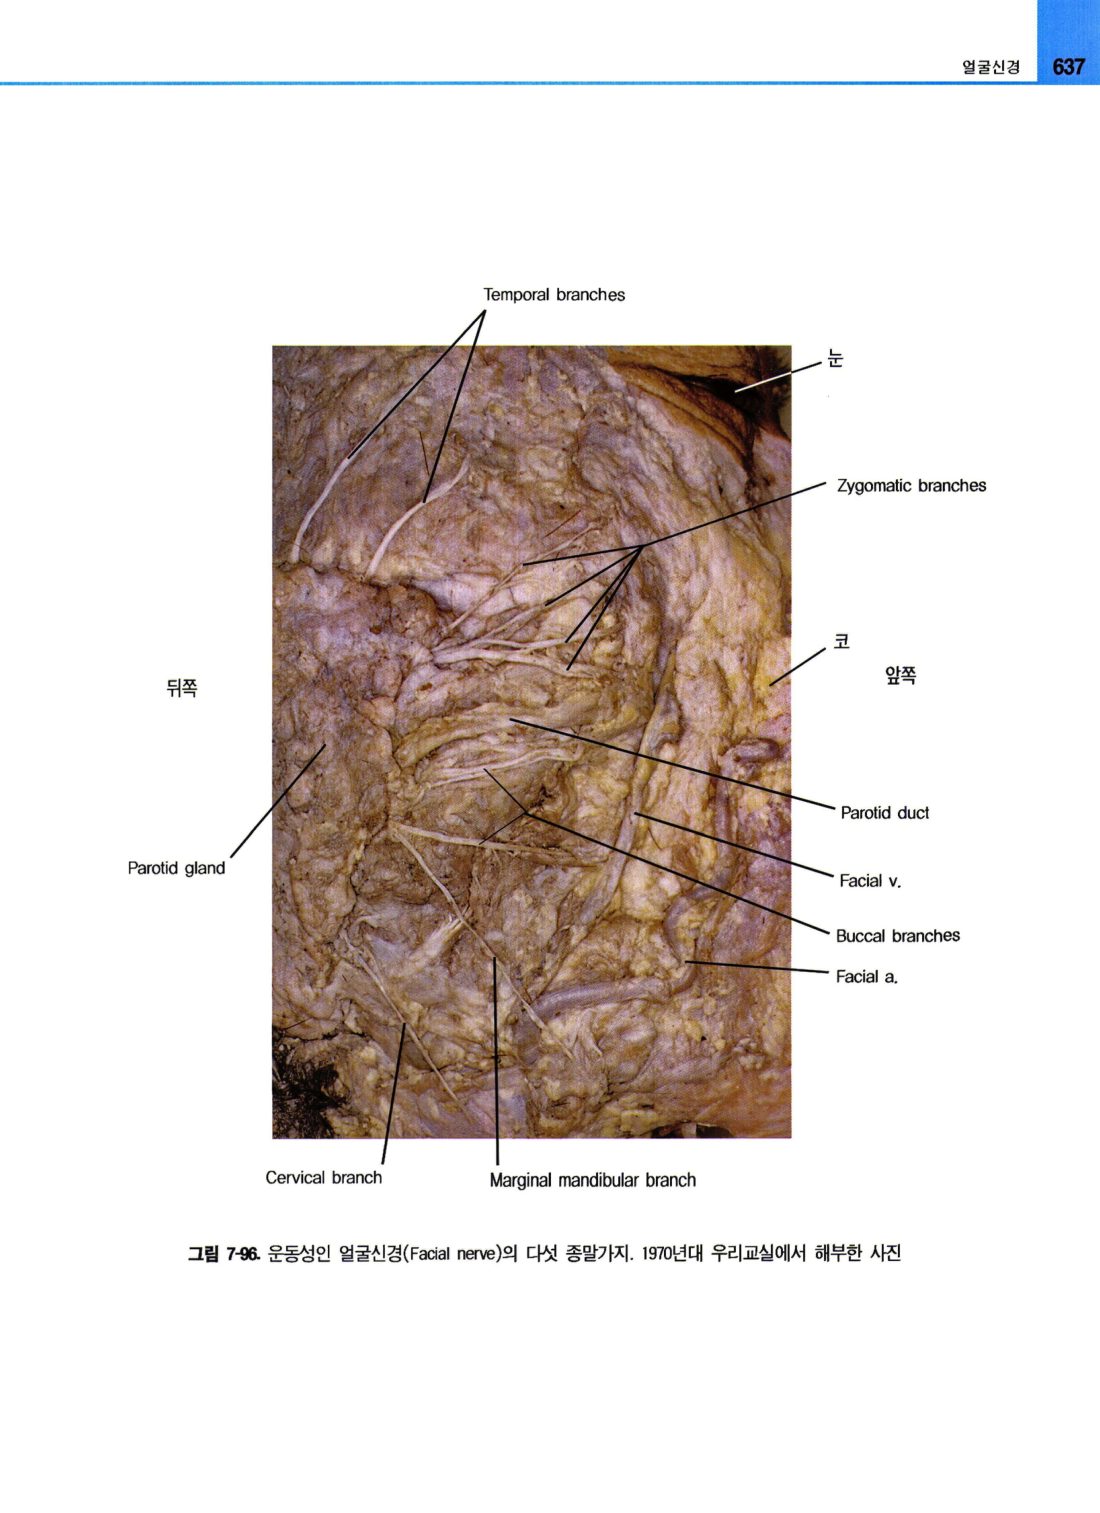 얼굴신경 637
Temporal branches
눈
Zygomatic branches
코
앞쪽
뒤쪽
Parotid duct
Parotid gland
Facial v.
Buccal branches
Facial a.
Cervical branch
Marginal mandibular branch
그림 7-96. 운동성인 얼굴신경(Facial nerve)의 다섯 종말가지. 1970년대 우리교실에서 해부한 사진